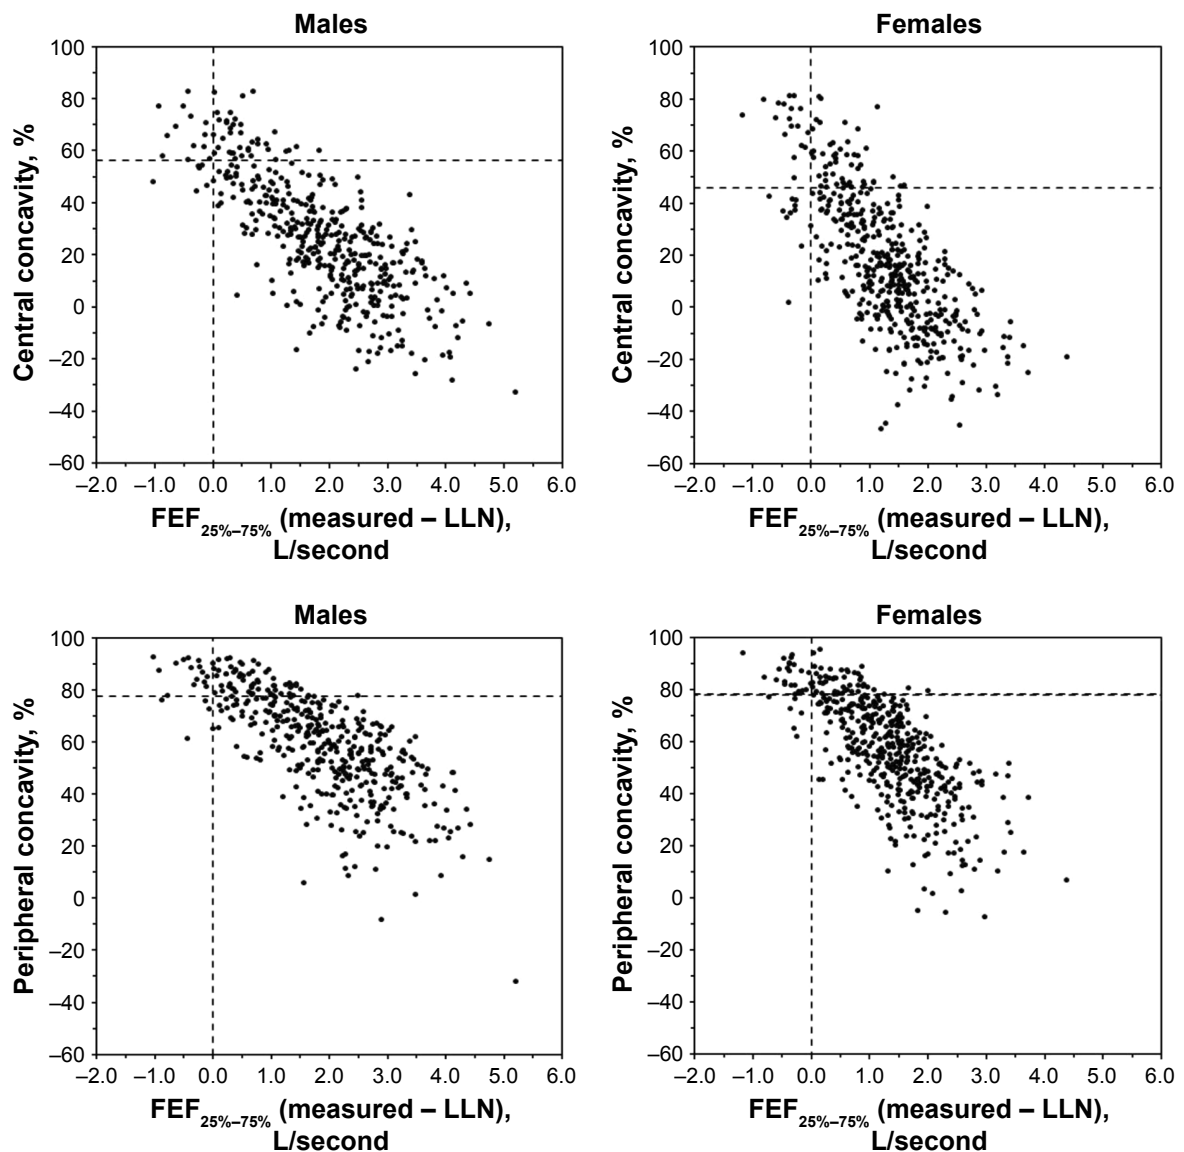 Males
100
80
60
40
20
0
–20
–40
–60
Central concavity, %
–2.0 –1.0 0.0 1.0 2.0 3.0 4.0 5.0 6.0
FEF25%–75% (measured – LLN),
L/second
Females
100
80
60
40
20
0
–20
–40
–60
Central concavity, %
–2.0 –1.0 0.0 1.0 2.0 3.0 4.0 5.0 6.0
FEF25%–75% (measured – LLN),
L/second
Males
100
80
60
40
20
0
–20
–40
–60
Peripheral concavity, %
–2.0 –1.0 0.0 1.0 2.0 3.0 4.0 5.0 6.0
FEF25%–75% (measured – LLN),
L/second
Females
100
80
60
40
20
0
–20
–40
–60
Peripheral concavity, %
–2.0 –1.0 0.0 1.0 2.0 3.0 4.0 5.0 6.0
FEF25%–75% (measured – LLN),
L/second